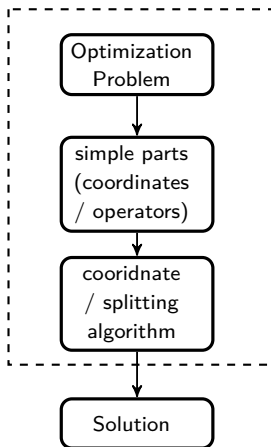 Optimization
Problem
simple parts
(coordinates
/ operators)
cooridnate
/ splitting
algorithm
Solution